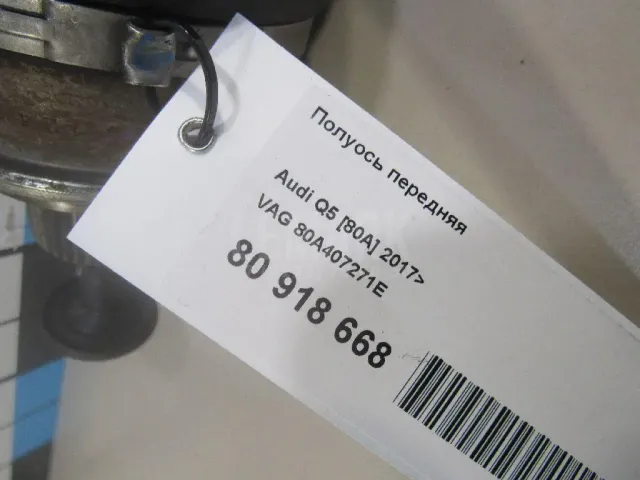 Полуось передняя
Audi Q5 [80A] 2017>
VAG 80A407271E
80 918 668